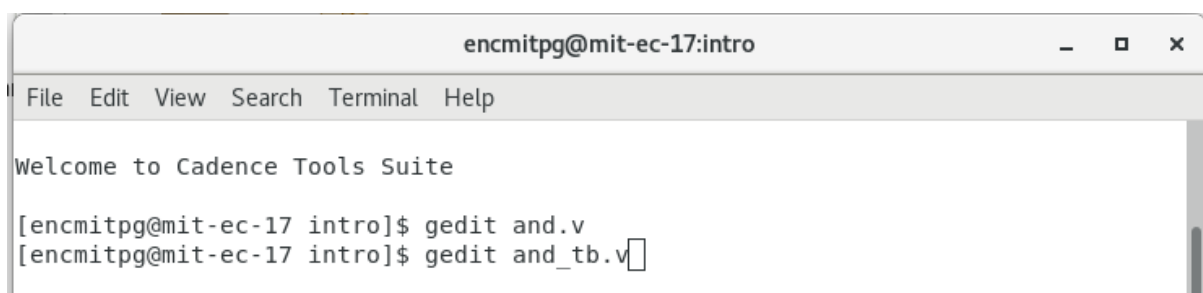 encmitpg@mit-ec-17:intro
File Edit View Search Terminal Help
Welcome to Cadence Tools Suite
[encmitpg@mit-ec-17 intro]$ gedit and.v
[encmitpg@mit-ec-17 intro]$ gedit and_tb.v